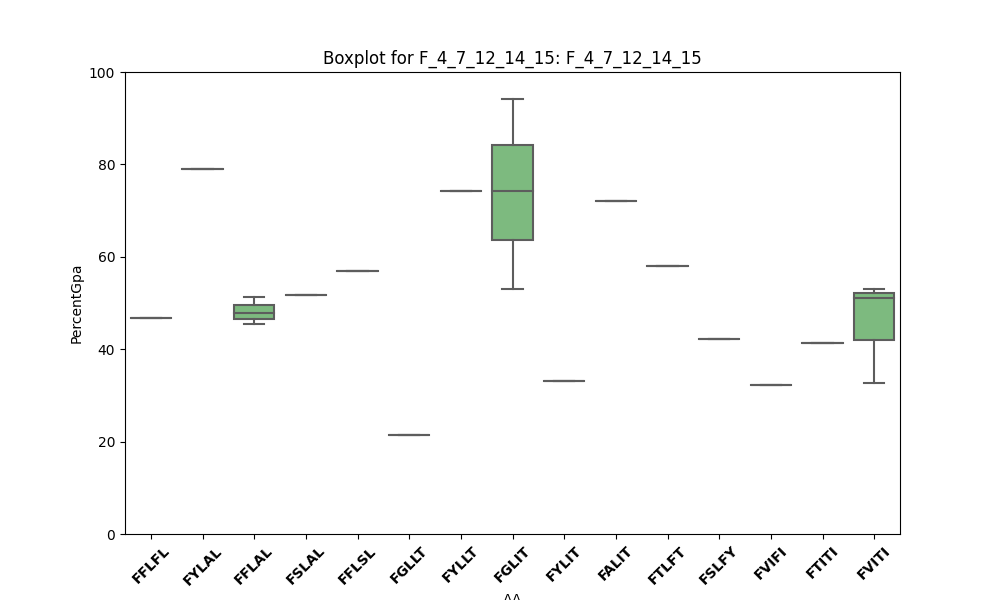 Boxplot for F_4_7_12_14_15: F_4_7_12_14_15
100
80
60
40
20
0
PercentGpa
FFLFL
FYLAL
FFLAL
FSLAL
FFLSL
FGLLT
FYLLT
FGLIT
FYLIT
FALIT
FTLFT
FSLFY
FVIFI
FTITI
FVITI
AA